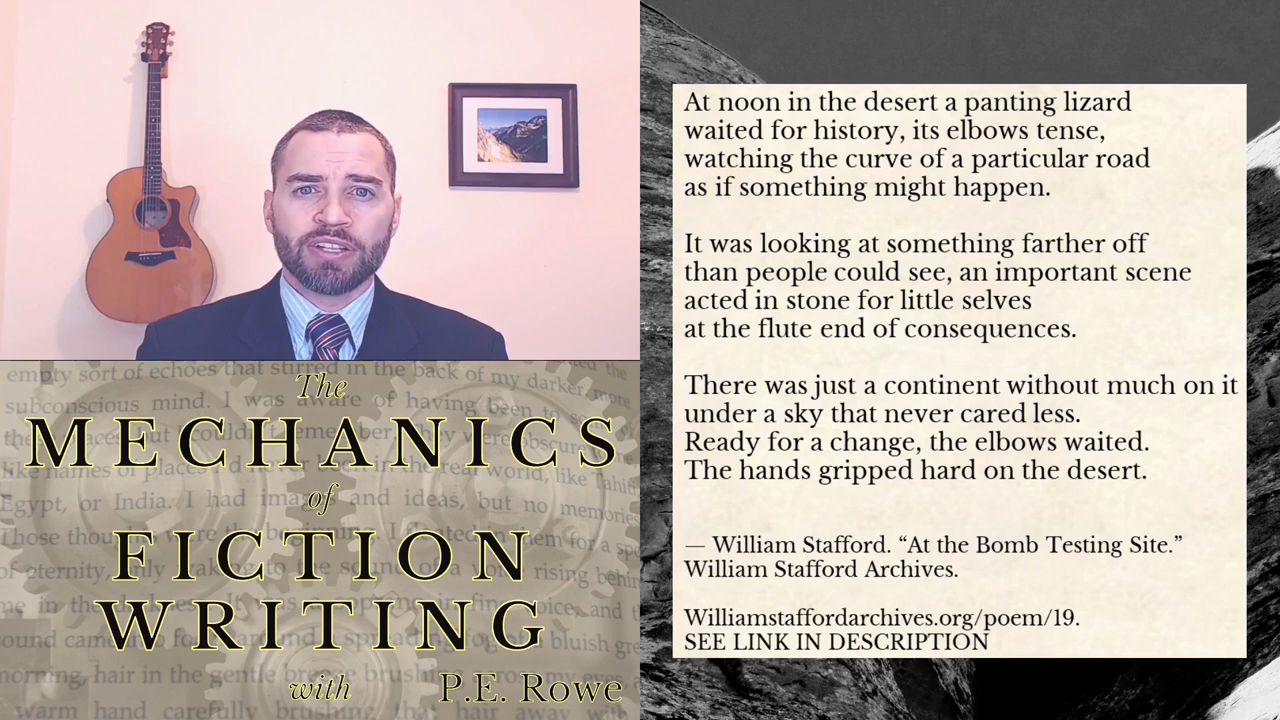 The
MECHANICS
of
FICTION
WRITING
with P.E. Rowe
At noon in the desert a panting lizard
waited for history, its elbows tense,
watching the curve of a particular road
as if something might happen.
It was looking at something farther off
than people could see, an important scene
acted in stone for little selves
at the flute end of consequences.
There was just a continent without much on it
under a sky that never cared less.
Ready for a change, the elbows waited.
The hands gripped hard on the desert.
— William Stafford. “At the Bomb Testing Site.”
William Stafford Archives.
Williamstaffordarchives.org/poem/19.
SEE LINK IN DESCRIPTION